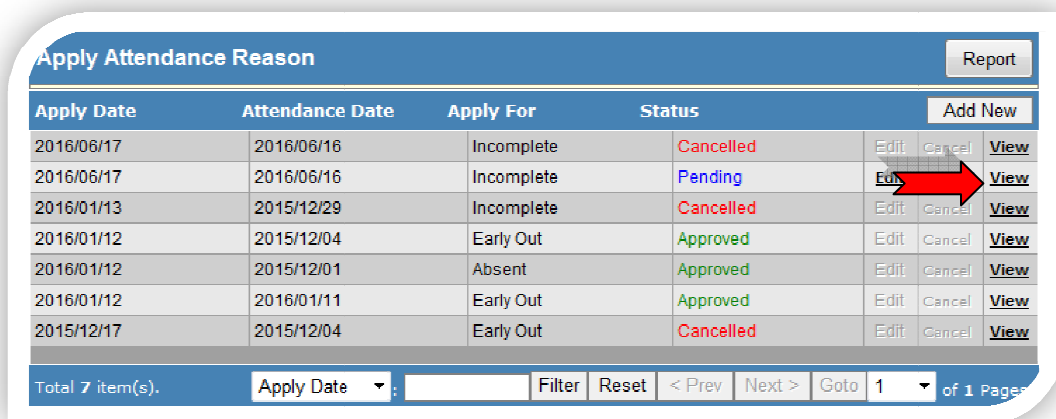 Apply Attendance Reason Report
Apply Date Attendance Date Apply For Status Add New
2016/06/17 2016/06/16 Incomplete Cancelled Edit Cancel View
2016/06/17 2016/06/16 Incomplete Pending View
2016/01/13 2015/12/29 Incomplete Cancelled Edit Cancel View
2016/01/12 2015/12/04 Early Out Approved Edit Cancel View
2016/01/12 2015/12/01 Absent Approved Edit Cancel View
2016/01/12 2016/01/11 Early Out Approved Edit Cancel View
2015/12/17 2015/12/04 Early Out Cancelled Edit Cancel View
Total 7 item(s). Apply Date : Filter Reset < Prev Next > Goto 1 of 1 Pages